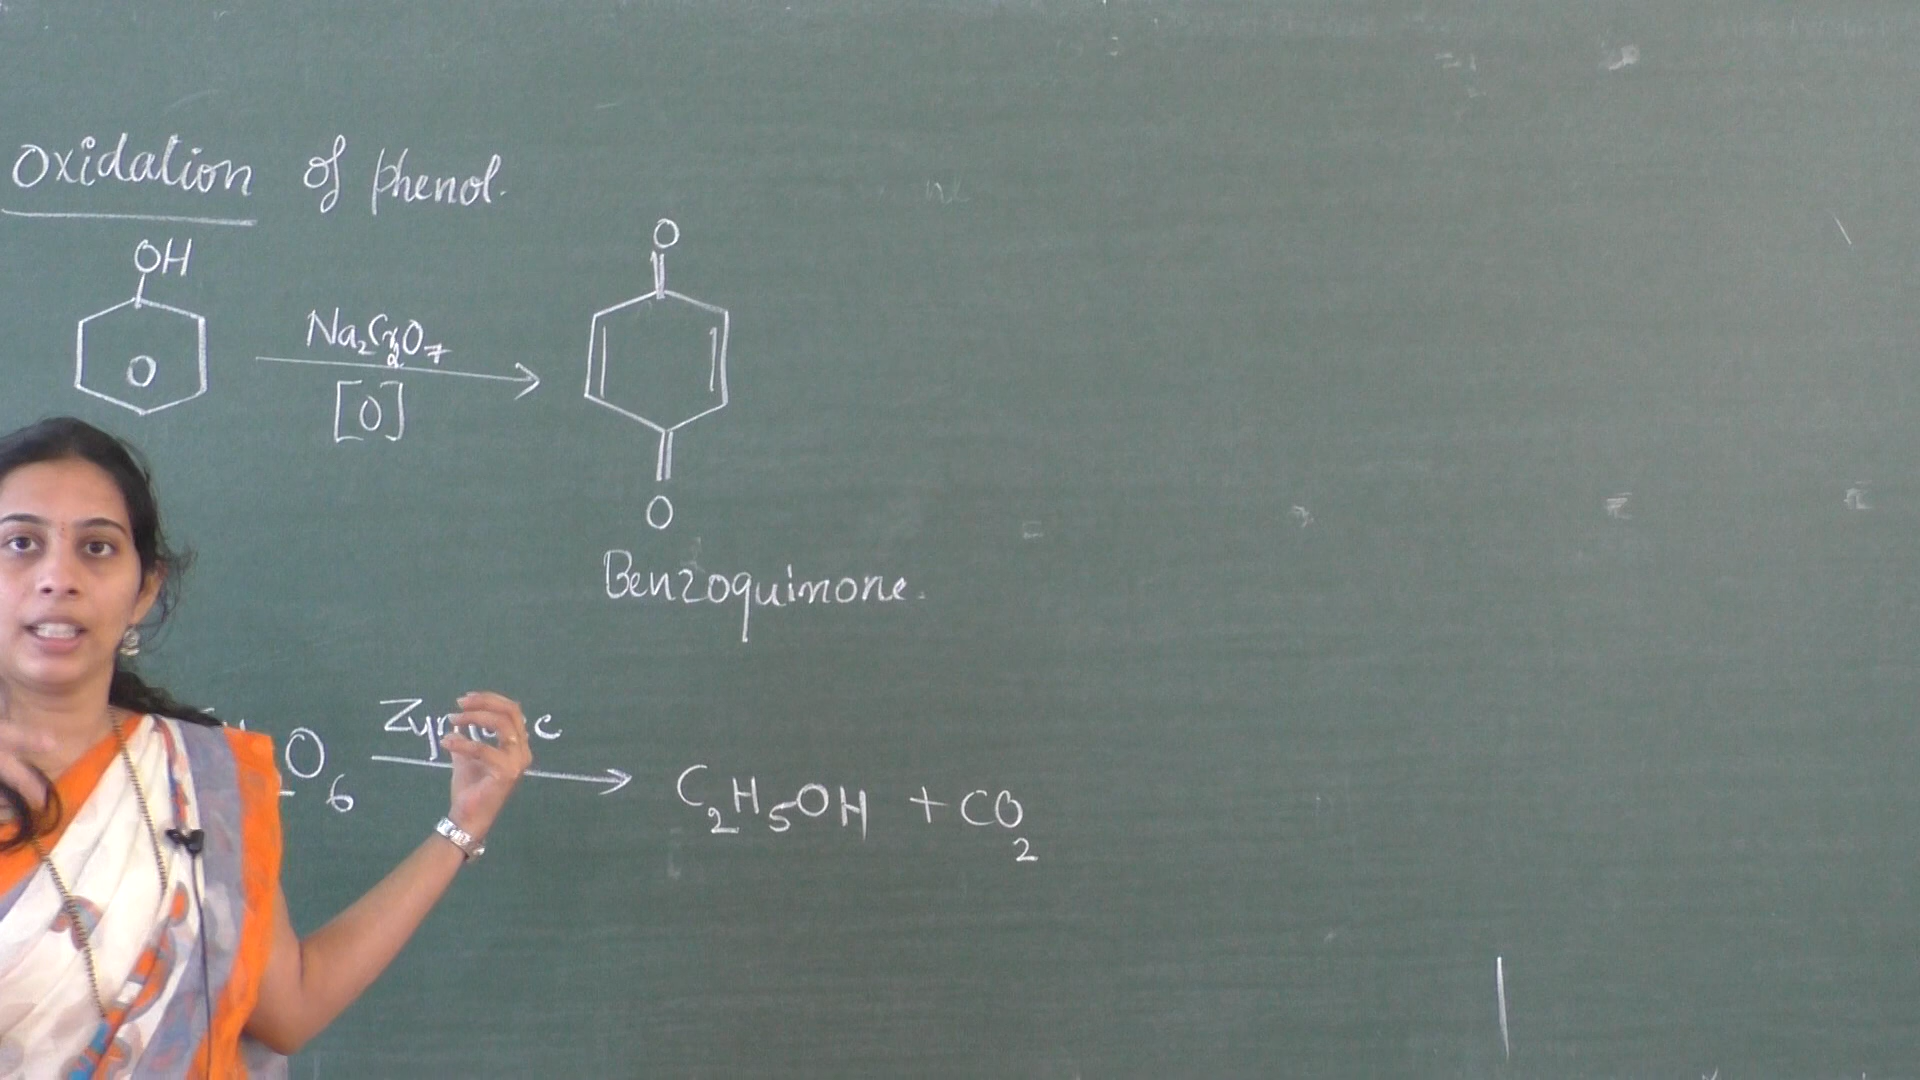 Oxidation of phenol.
OH
O
Na₂Cr₂O₇
[O]
O
O
Benzoquinone.
O₆
C₂H₅OH + CO₂